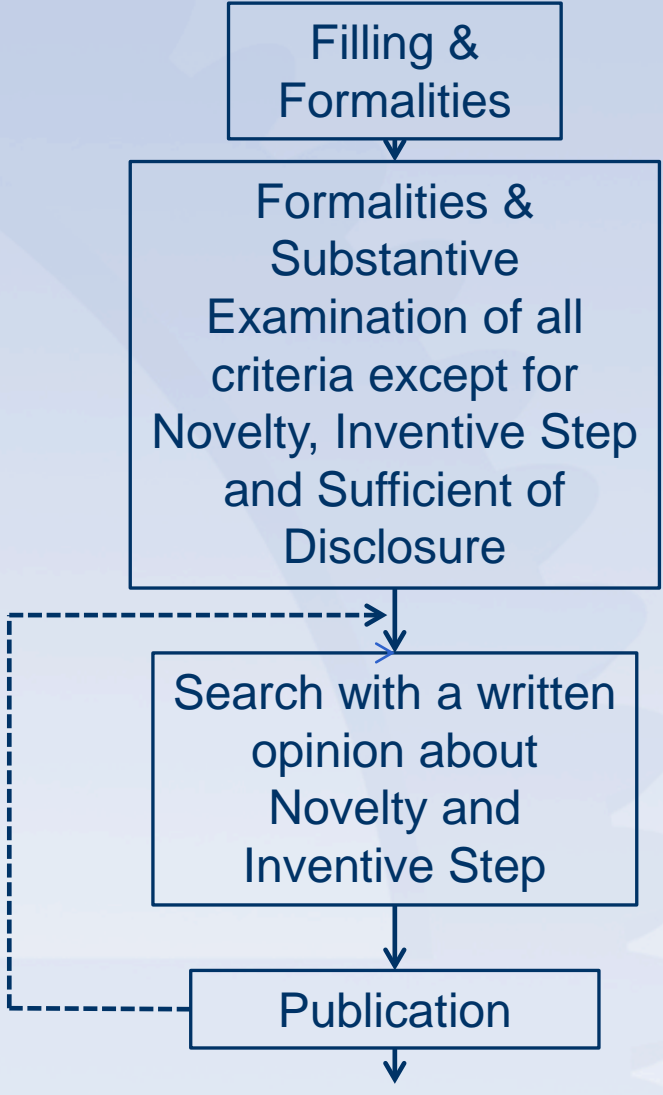 Filling &
Formalities
Formalities &
Substantive
Examination of all
criteria except for
Novelty, Inventive Step
and Sufficient of
Disclosure
Search with a written
opinion about
Novelty and
Inventive Step
Publication